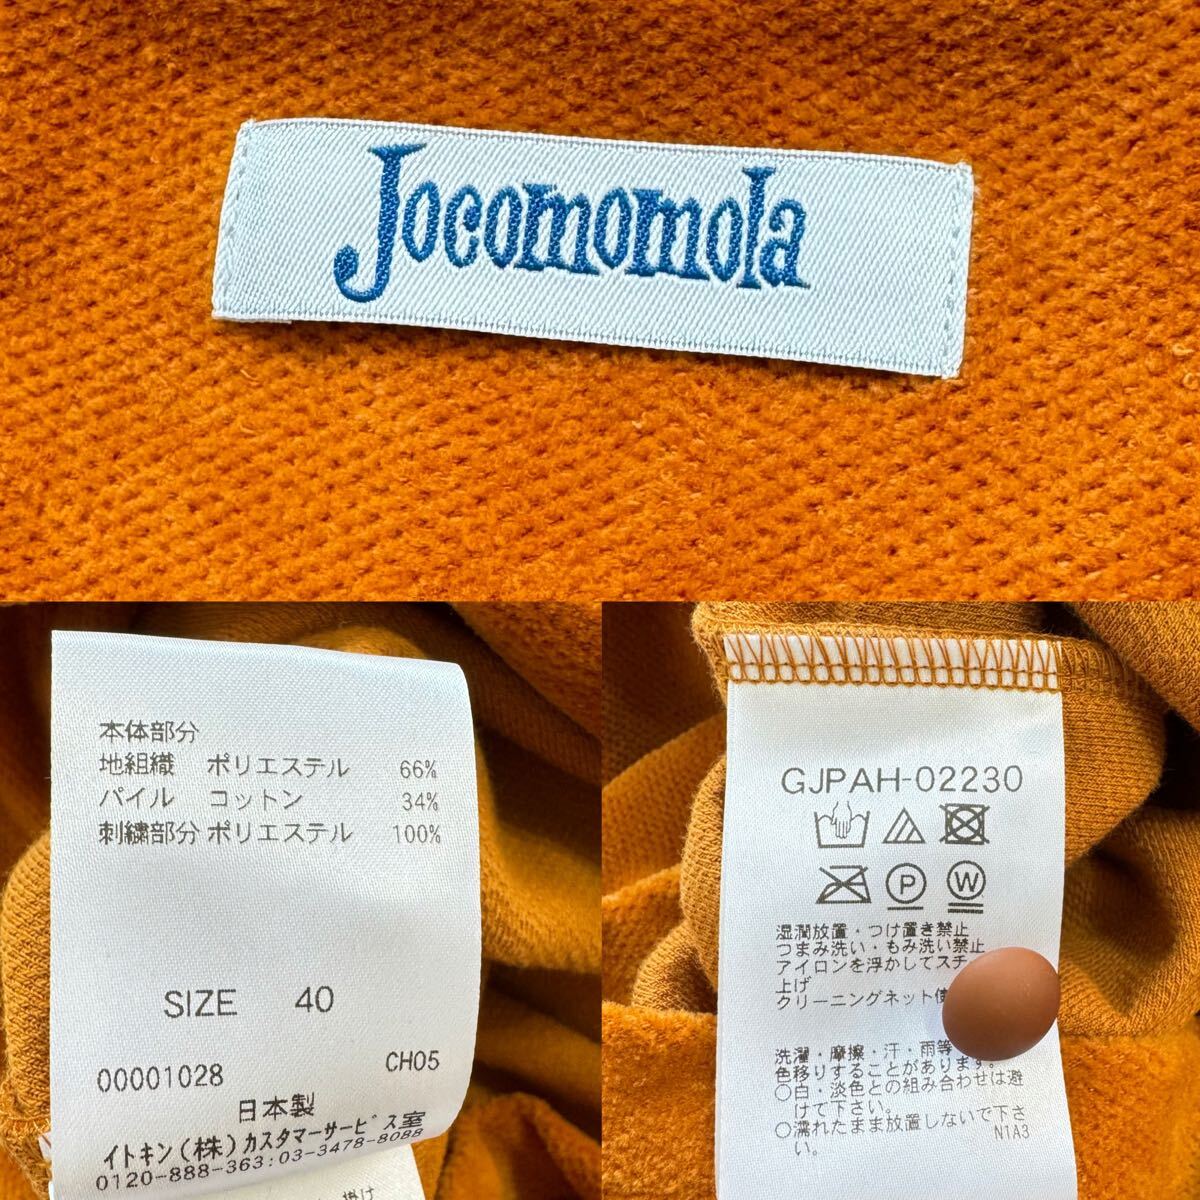 Jocomomola
本体部分
地組織 ポリエステル 66%
パイル コットン 34%
刺繍部分 ポリエステル 100%
SIZE 40
00001028 CH05
日本製
イトキン(株)カスタマーサービス室
0120-888-363:03-3478-8088
掛け
GJPAH-02230
P W
湿潤放置・つけ置き禁止
つまみ洗い・もみ洗い禁止
アイロンを浮かしてスチ
上げ
クリーニングネット使
洗濯・摩擦・汗・雨等
色移りすることがあります。
○白・淡色との組み合わせは避
けて下さい。
○濡れたまま放置しないで下さ
い。
N1A3